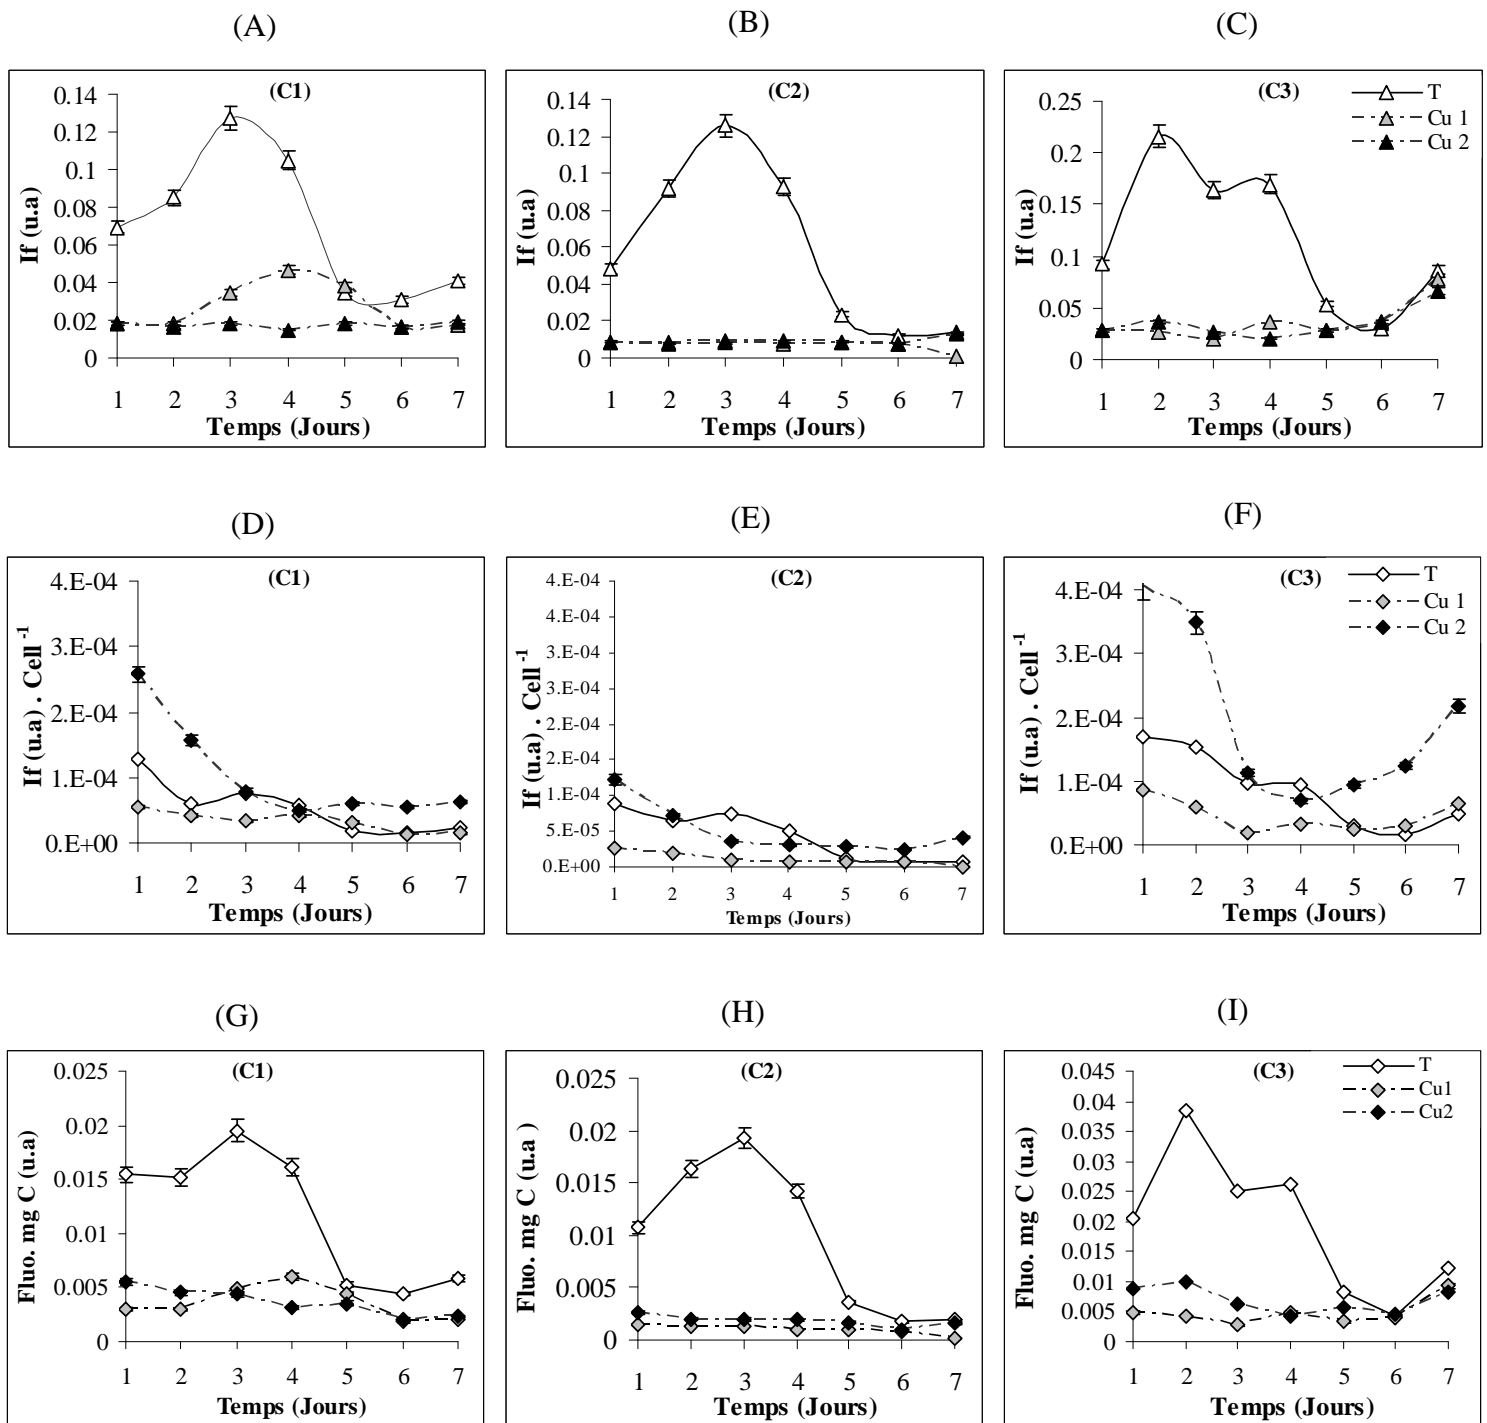 (A)
(B)
(C)
(C1)
If (u.a)
0.14
0.12
0.1
0.08
0.06
0.04
0.02
0
1 2 3 4 5 6 7
Temps (Jours)
(C2)
If (u.a)
0.14
0.12
0.1
0.08
0.06
0.04
0.02
0
1 2 3 4 5 6 7
Temps (Jours)
(C3)
T
Cu 1
Cu 2
If (u.a)
0.25
0.2
0.15
0.1
0.05
0
1 2 3 4 5 6 7
Temps (Jours)
(D)
(E)
(F)
(C1)
If (u.a) . Cell-1
4.E-04
3.E-04
2.E-04
1.E-04
0.E+00
1 2 3 4 5 6 7
Temps (Jours)
(C2)
If (u.a) . Cell-1
4.E-04
4.E-04
3.E-04
3.E-04
2.E-04
2.E-04
1.E-04
5.E-05
0.E+00
1 2 3 4 5 6 7
Temps (Jours)
(C3)
T
Cu 1
Cu 2
If (u.a) . Cell-1
4.E-04
3.E-04
2.E-04
1.E-04
0.E+00
1 2 3 4 5 6 7
Temps (Jours)
(G)
(H)
(I)
(C1)
Fluo. mg C (u.a)
0.025
0.02
0.015
0.01
0.005
0
1 2 3 4 5 6 7
Temps (Jours)
(C2)
Fluo. mg C (u.a )
0.025
0.02
0.015
0.01
0.005
0
1 2 3 4 5 6 7
Temps (Jours)
(C3)
T
Cu1
Cu2
Fluo. mg C (u.a)
0.045
0.04
0.035
0.03
0.025
0.02
0.015
0.01
0.005
0
1 2 3 4 5 6 7
Temps (Jours)